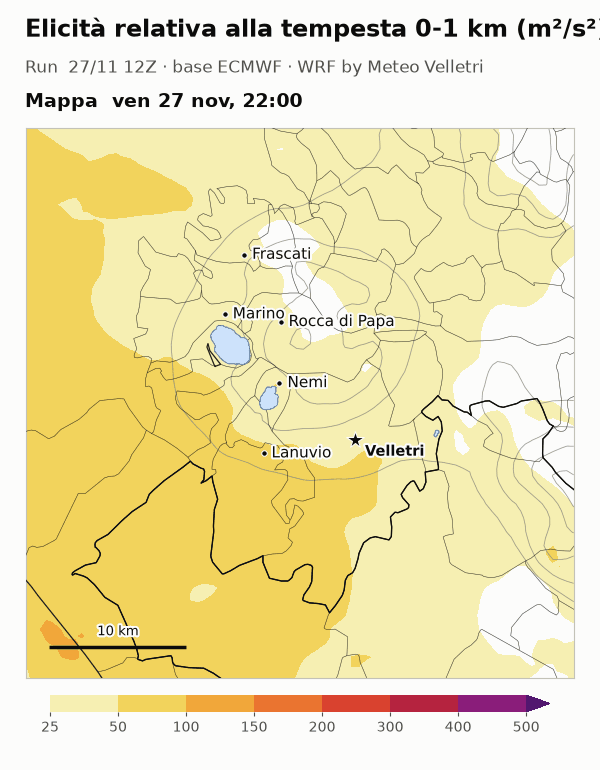 Elicità relativa alla tempesta 0-1 km (m²/s²)
Run  27/11 12Z · base ECMWF · WRF by Meteo Velletri
Mappa  ven 27 nov, 22:00
Frascati
Marino
Rocca di Papa
Nemi
Lanuvio
Velletri
10 km
25 50 100 150 200 300 400 500